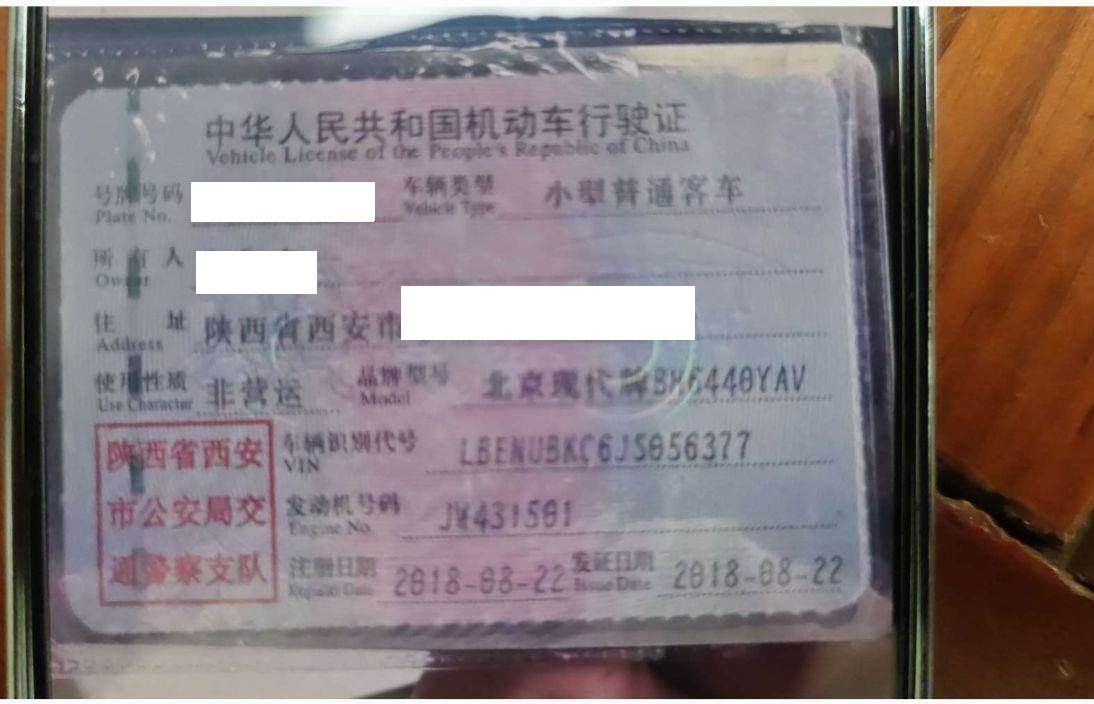 中华人民共和国机动车行驶证
Vehicle License of the People's Republic of China
号牌号码 车辆类型 小型普通客车
Plate No. Vehicle Type
所有人
Owner
住址 陕西省西安市
Address
使用性质 非营运 品牌型号 北京现代牌BH6440YAV
Use Character Model
陕西省西安 车辆识别代号 LBENUBKC6JS056377
VIN
市公安局交 发动机号码 JW431501
Engine No.
通警察支队 注册日期 2018-08-22 发证日期 2018-08-22
Register Date Issue Date